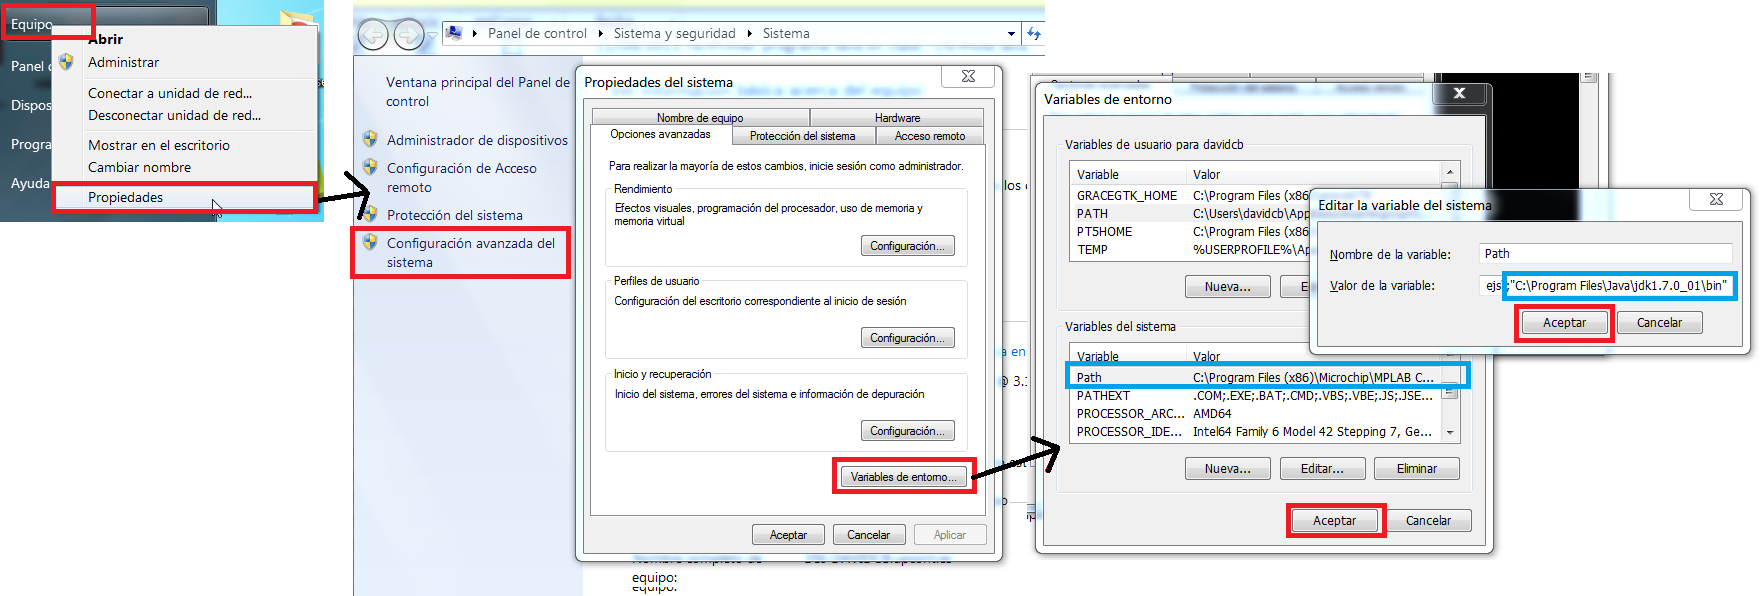 Equipo
Panel
Dispos
Progra
Ayuda
Abrir
Administrar
Conectar a unidad de red...
Desconectar unidad de red...
Mostrar en el escritorio
Cambiar nombre
Propiedades
Panel de control
Sistema y seguridad
Sistema
Ventana principal del Panel de
control
Administrador de dispositivos
Configuración de Acceso
remoto
Protección del sistema
Configuración avanzada del
sistema
Propiedades del sistema
Nombre de equipo
Hardware
Opciones avanzadas
Protección del sistema
Acceso remoto
Para realizar la mayoría de estos cambios, inicie sesión como administrador.
Rendimiento
Efectos visuales, programación del procesador, uso de memoria y
memoria virtual
Configuración...
Perfiles de usuario
Configuración del escritorio correspondiente al inicio de sesión
Configuración...
Inicio y recuperación
Inicio del sistema, errores del sistema e información de depuración
Configuración...
Variables de entorno...
Aceptar
Cancelar
Aplicar
equipo:
Variables de entorno
Variables de usuario para davidcb
Variable Valor
GRACEGTK_HOME C:\Program Files (x86)
PATH C:\Users\davidcb\App
PT5HOME C:\Program Files (x86
TEMP %USERPROFILE%\Ap
Nueva...
Variables del sistema
Variable Valor
Path C:\Program Files (x86)\Microchip\MPLAB C...
PATHEXT .COM;.EXE;.BAT;.CMD;.VBS;.VBE;.JS;.JSE...
PROCESSOR_ARC... AMD64
PROCESSOR_IDE... Intel64 Family 6 Model 42 Stepping 7, Ge...
Nueva...
Editar...
Eliminar
Aceptar
Cancelar
Editar la variable del sistema
Nombre de la variable: Path
Valor de la variable: ejs ;"C:\Program Files\Java\jdk1.7.0_01\bin"
Aceptar
Cancelar